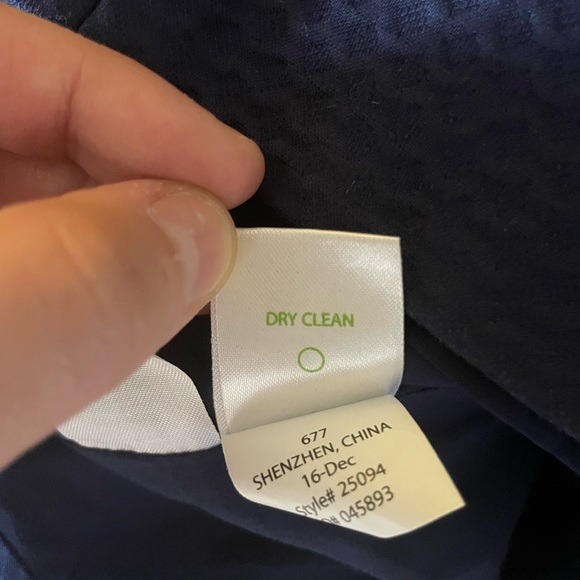 DRY CLEAN
677
SHENZHEN, CHINA
16-Dec
Style# 25094
045893